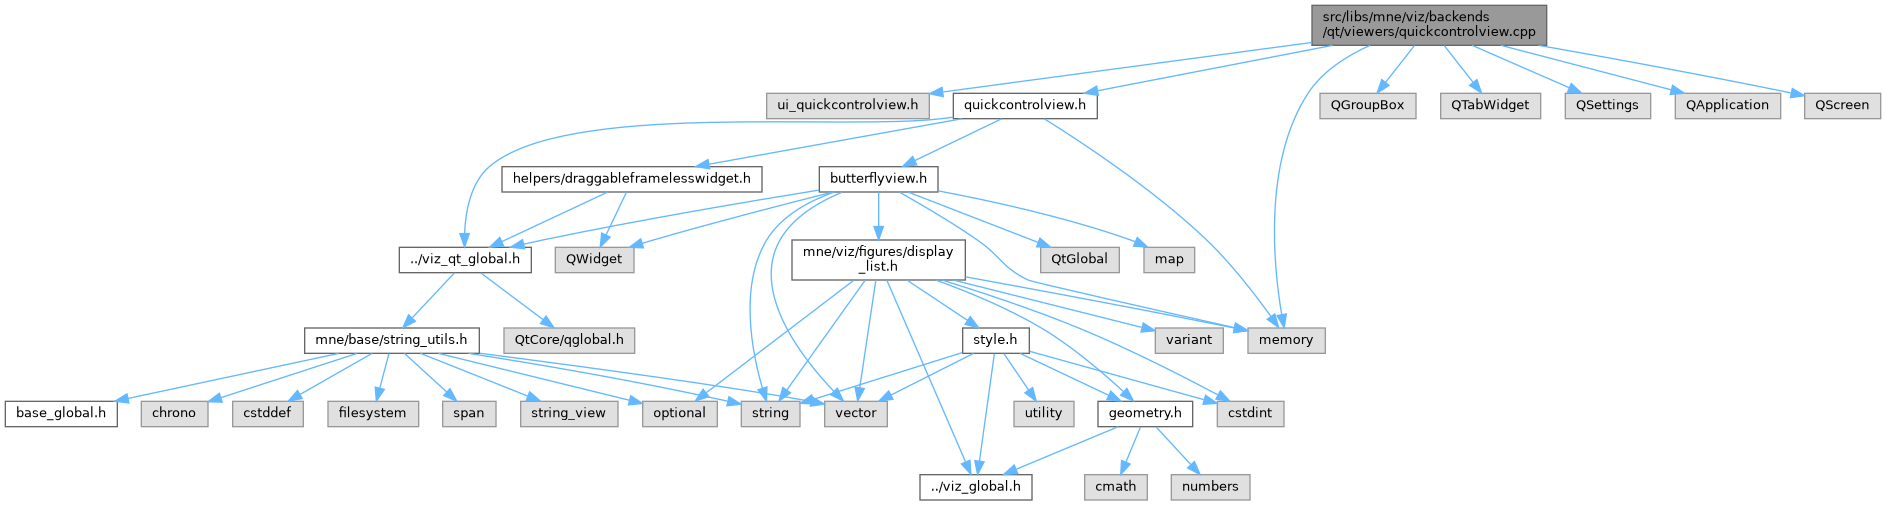 src/libs/mne/viz/backends
/qt/viewers/quickcontrolview.cpp
ui_quickcontrolview.h
quickcontrolview.h
QGroupBox
QTabWidget
QSettings
QApplication
QScreen
helpers/draggableframelesswidget.h
butterflyview.h
../viz_qt_global.h
QWidget
mne/viz/figures/display
_list.h
QtGlobal
map
mne/base/string_utils.h
QtCore/qglobal.h
style.h
variant
memory
base_global.h
chrono
cstddef
filesystem
span
string_view
optional
string
vector
utility
geometry.h
cstdint
../viz_global.h
cmath
numbers